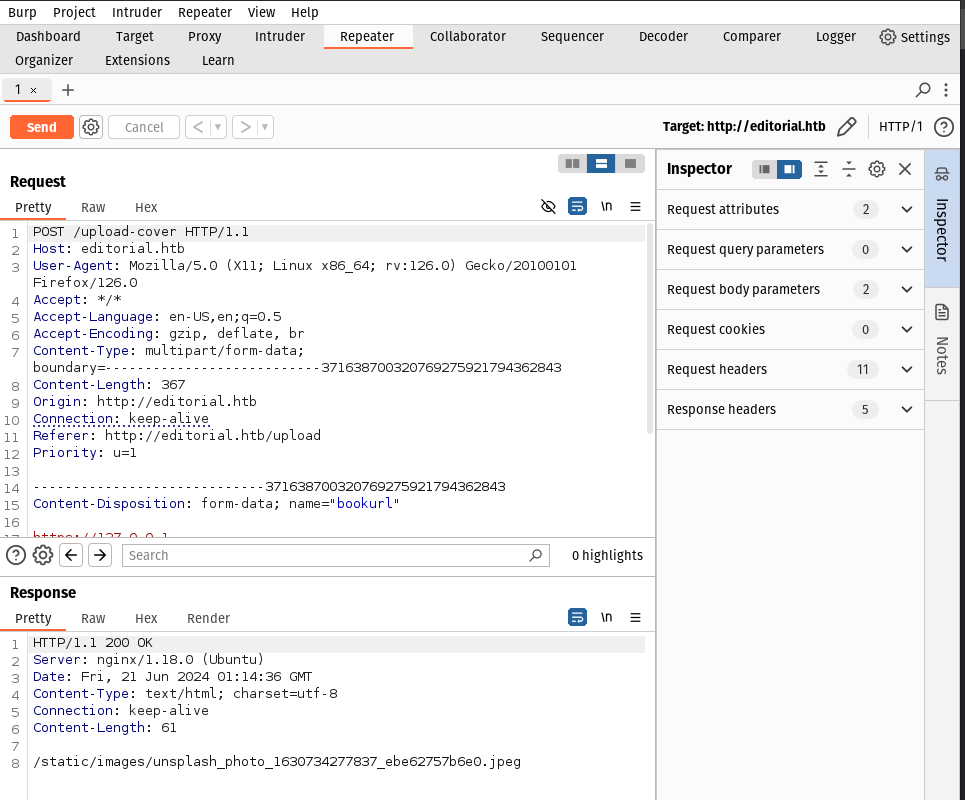 Burp Project Intruder Repeater View Help
Dashboard Target Proxy Intruder Repeater Collaborator Sequencer Decoder Comparer Logger Settings
Organizer Extensions Learn
1 × +
Send Cancel < > Target: http://editorial.htb HTTP/1 ?
Request
Pretty Raw Hex \n
1 POST /upload-cover HTTP/1.1
2 Host: editorial.htb
3 User-Agent: Mozilla/5.0 (X11; Linux x86_64; rv:126.0) Gecko/20100101
Firefox/126.0
4 Accept: */*
5 Accept-Language: en-US,en;q=0.5
6 Accept-Encoding: gzip, deflate, br
7 Content-Type: multipart/form-data;
boundary=---------------------------3716387003207692759217943​62843
8 Content-Length: 367
9 Origin: http://editorial.htb
10 Connection: keep-alive
11 Referer: http://editorial.htb/upload
12 Priority: u=1
13
14 -----------------------------371638700320769275921794362843
15 Content-Disposition: form-data; name="bookurl"
16
17 https://127.0.0.1
? Search 0 highlights
Response
Pretty Raw Hex Render \n
1 HTTP/1.1 200 OK
2 Server: nginx/1.18.0 (Ubuntu)
3 Date: Fri, 21 Jun 2024 01:14:36 GMT
4 Content-Type: text/html; charset=utf-8
5 Connection: keep-alive
6 Content-Length: 61
7
8 /static/images/unsplash_photo_1630734277837_ebe62757b6e0.jpeg
Inspector
Request attributes 2
Request query parameters 0
Request body parameters 2
Request cookies 0
Request headers 11
Response headers 5
Inspector
Notes